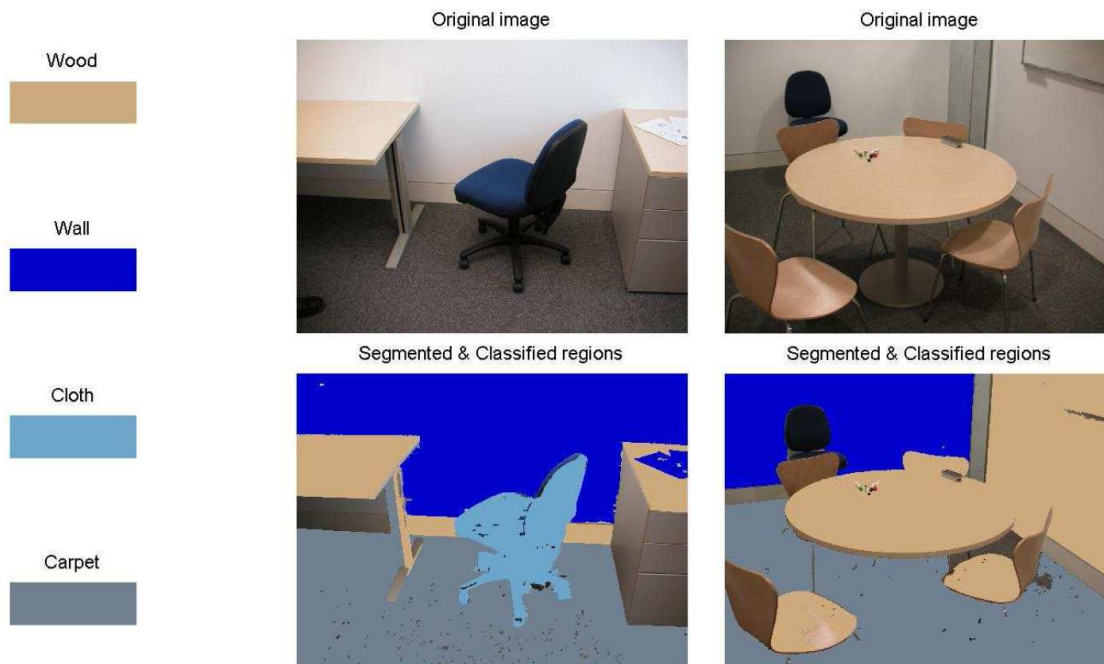 Original image
Original image
Wood
Wall
Segmented & Classified regions
Segmented & Classified regions
Cloth
Carpet